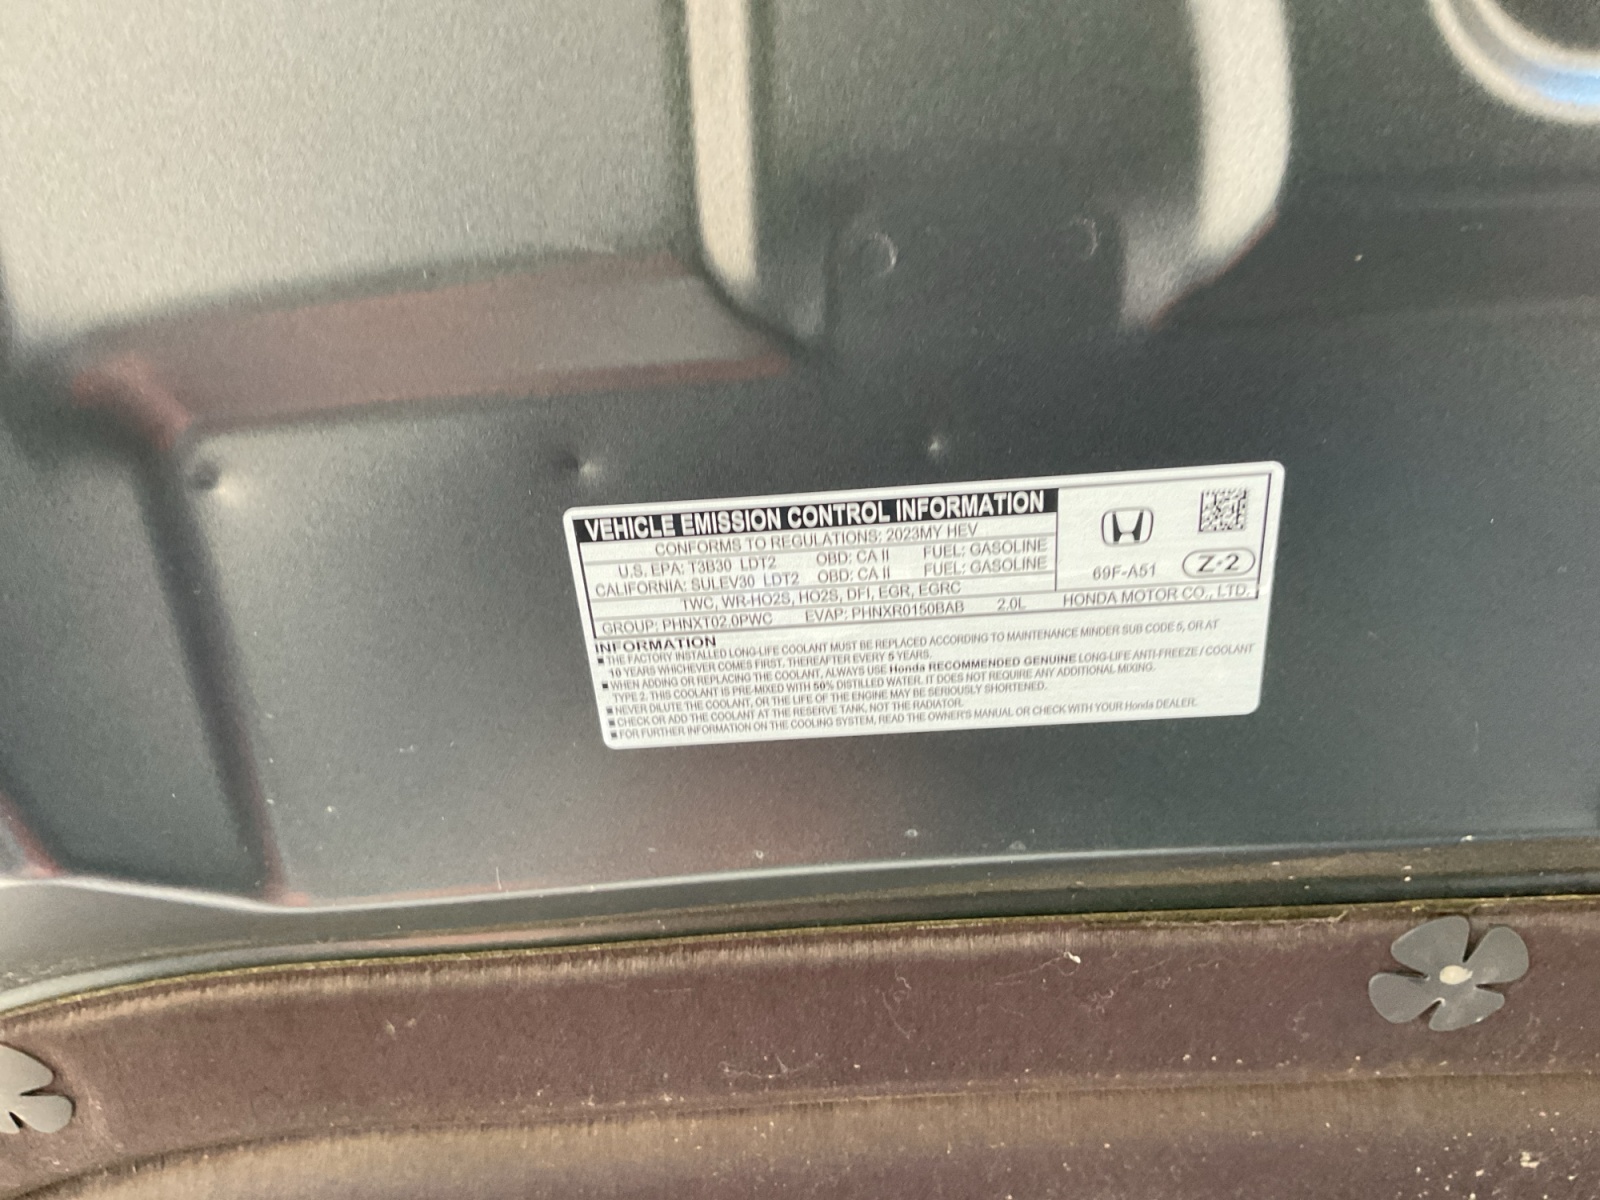 VEHICLE EMISSION CONTROL INFORMATION
CONFORMS TO REGULATIONS: 2023MY HEV
U.S. EPA: T3B30 LDT2 OBD: CA II FUEL: GASOLINE
CALIFORNIA: SULEV30 LDT2 OBD: CA II FUEL: GASOLINE
69F-A51 Z-2
TWC, WR-HO2S, HO2S, DFI, EGR, EGRC
GROUP: PHNXT02.0PWC EVAP: PHNXR0150BAB 2.0L HONDA MOTOR CO., LTD.
INFORMATION
■ THE FACTORY INSTALLED LONG-LIFE COOLANT MUST BE REPLACED ACCORDING TO MAINTENANCE MINDER SUB CODE 5, OR AT
10 YEARS WHICHEVER COMES FIRST. THEREAFTER EVERY 5 YEARS.
■ WHEN ADDING OR REPLACING THE COOLANT, ALWAYS USE Honda RECOMMENDED GENUINE LONG-LIFE ANTI-FREEZE / COOLANT
TYPE 2. THIS COOLANT IS PRE-MIXED WITH 50% DISTILLED WATER. IT DOES NOT REQUIRE ANY ADDITIONAL MIXING.
■ NEVER DILUTE THE COOLANT, OR THE LIFE OF THE ENGINE MAY BE SERIOUSLY SHORTENED.
■ CHECK OR ADD THE COOLANT AT THE RESERVE TANK, NOT THE RADIATOR.
■ FOR FURTHER INFORMATION ON THE COOLING SYSTEM, READ THE OWNER'S MANUAL OR CHECK WITH YOUR Honda DEALER.